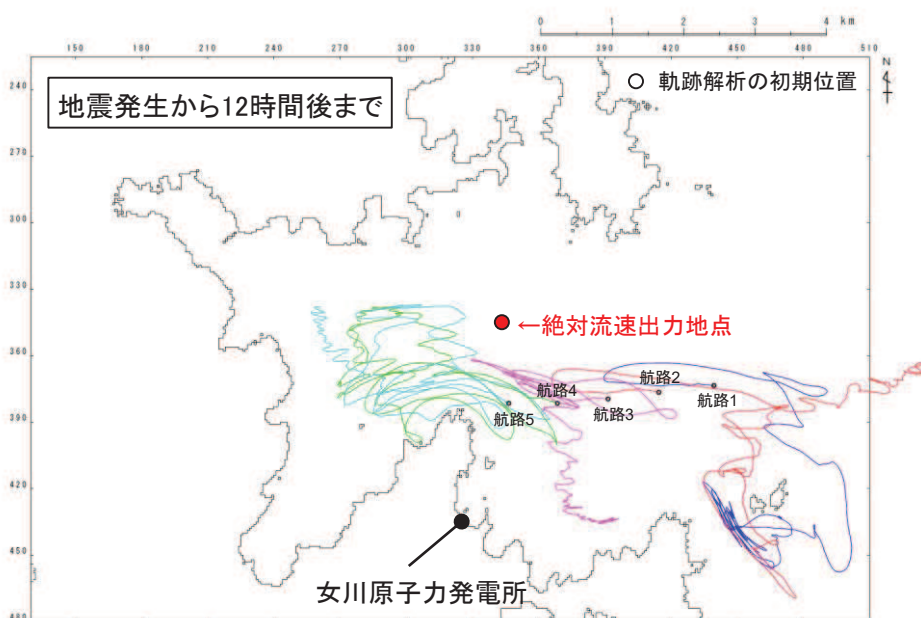 0 1 2 3 4 km
150 180 210 240 270 300 330 360 390 420 450 480 510
N
240
270
300
330
360
390
420
450
480
地震発生から12時間後まで
○ 軌跡解析の初期位置
←絶対流速出力地点
航路2
航路4
航路1
航路5
航路3
女川原子力発電所